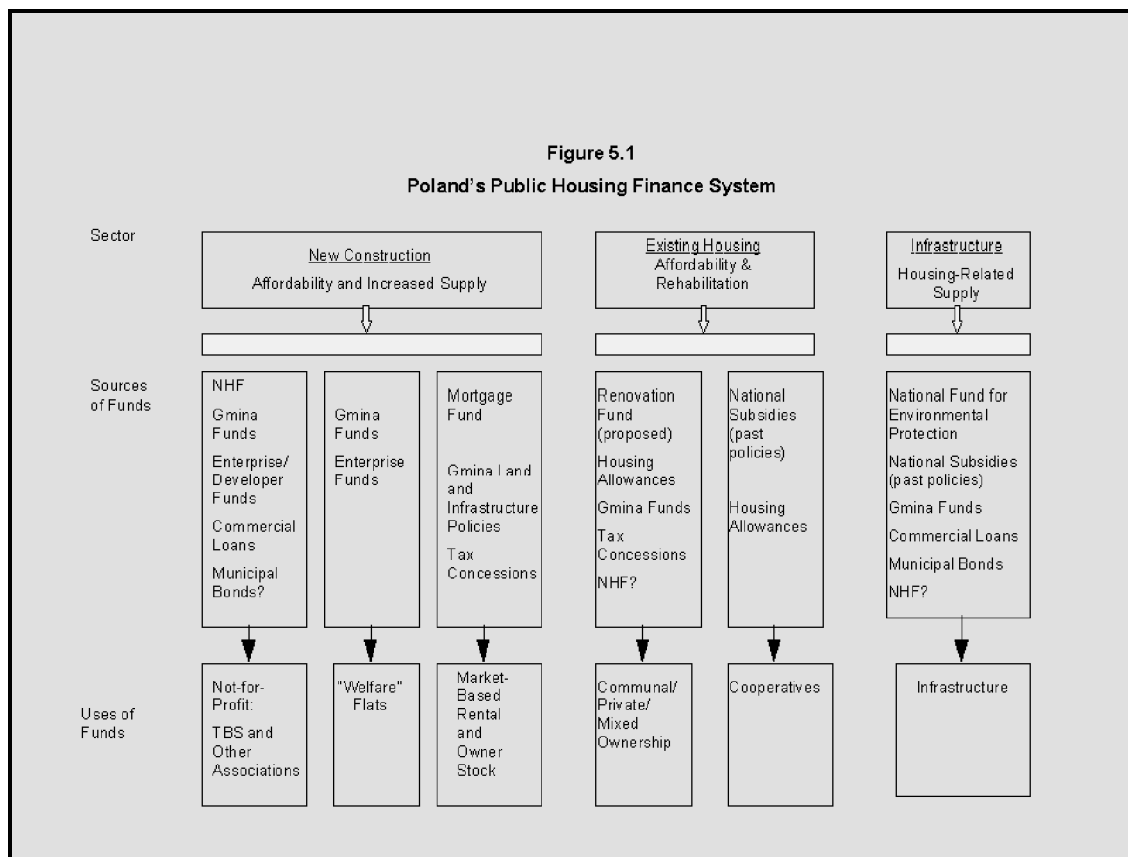 Figure 5.1
Poland's Public Housing Finance System
Sector
New Construction
Affordability and Increased Supply
Existing Housing
Affordability &
Rehabilitation
Infrastructure
Housing-Related
Supply
Sources
of Funds
NHF
Gmina
Funds
Enterprise/
Developer
Funds
Commercial
Loans
Municipal
Bonds?
Gmina
Funds
Enterprise
Funds
Mortgage
Fund
Gmina Land
and
Infrastructure
Policies
Tax
Concessions
Renovation
Fund
(proposed)
Housing
Allowances
Gmina Funds
Tax
Concessions
NHF?
National
Subsidies
(past
policies)
Housing
Allowances
National Fund for
Environmental
Protection
National Subsidies
(past policies)
Gmina Funds
Commercial Loans
Municipal Bonds
NHF?
Uses of
Funds
Not-for-
Profit:
TBS and
Other
Associations
"Welfare"
Flats
Market-
Based
Rental
and
Owner
Stock
Communal/
Private/
Mixed
Ownership
Cooperatives
Infrastructure